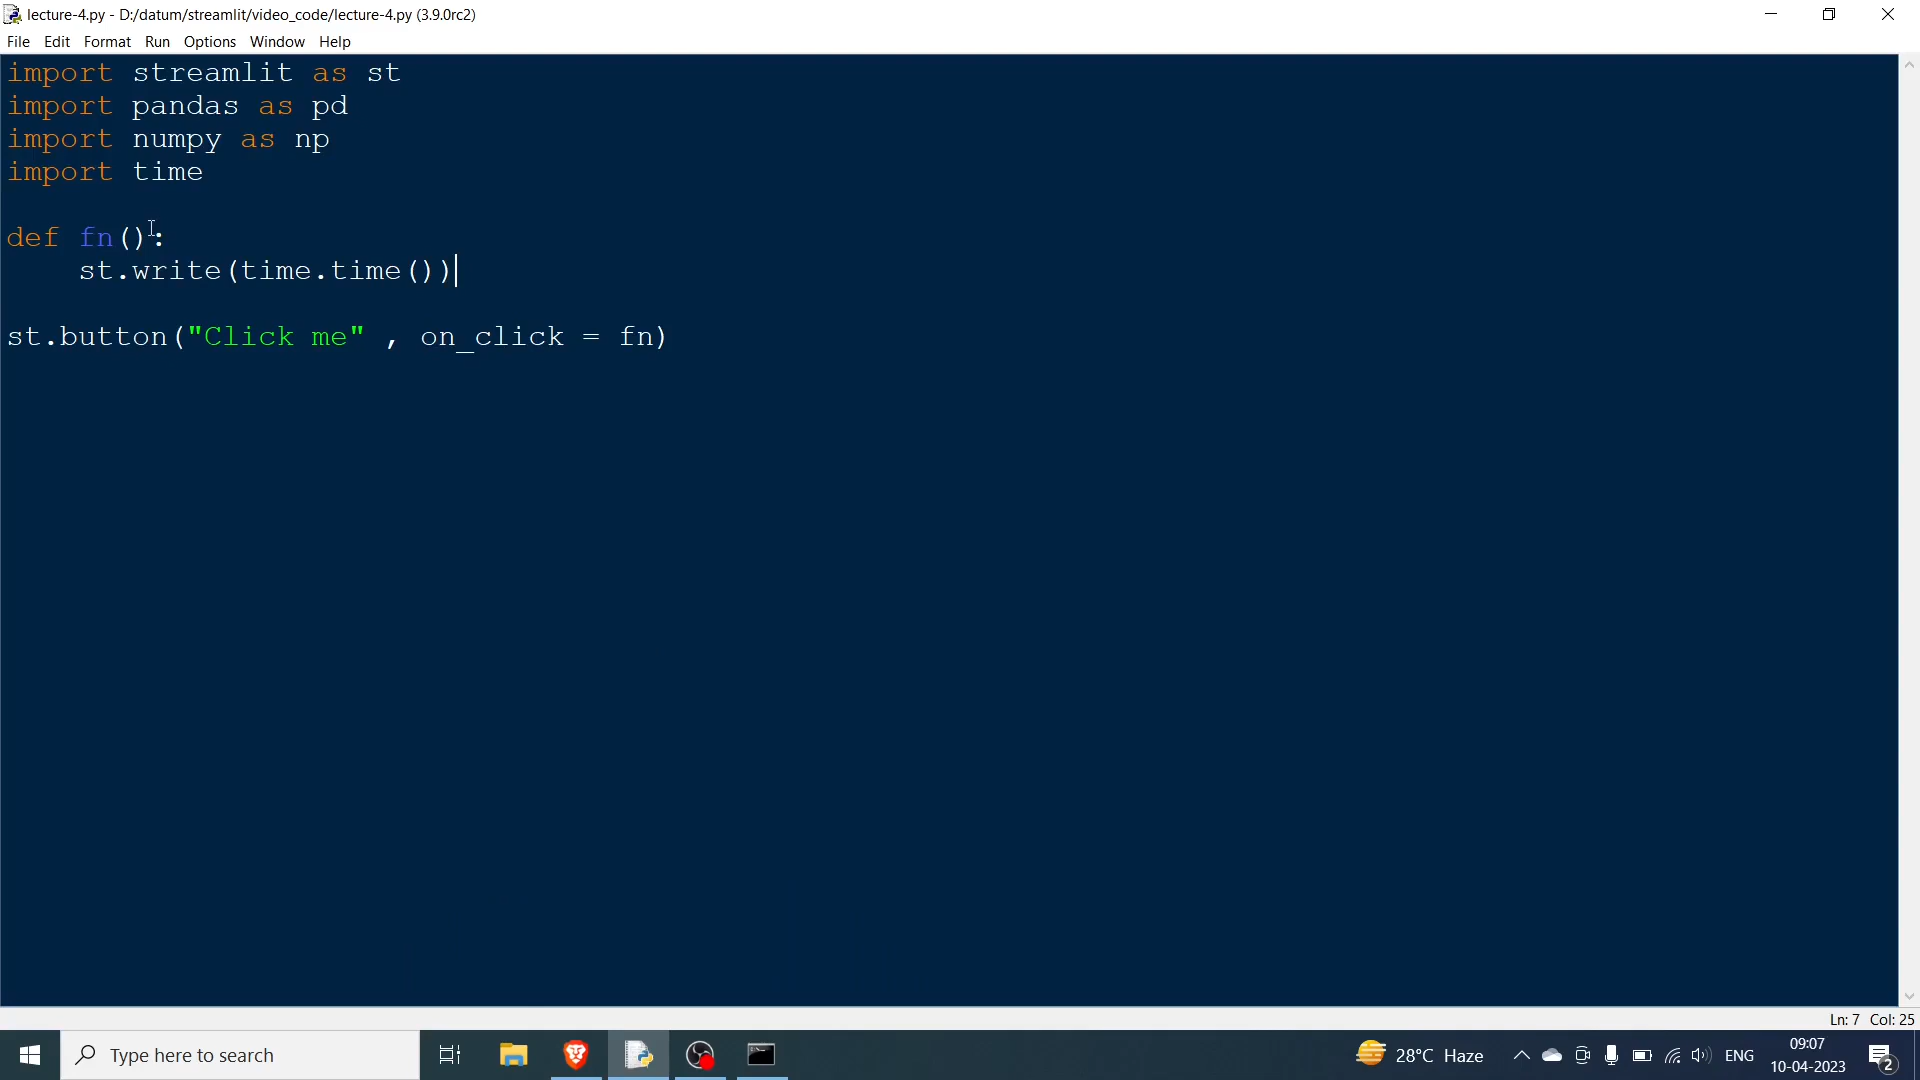 lecture-4.py - D:/datum/streamlit/video_code/lecture-4.py (3.9.0rc2)
File Edit Format Run Options Window Help
import streamlit as st
import pandas as pd
import numpy as np
import time
def fn():
    st.write(time.time())
st.button("Click me" , on_click = fn)
Ln: 7 Col: 25
Type here to search
28°C Haze
ENG
09:07
10-04-2023
2